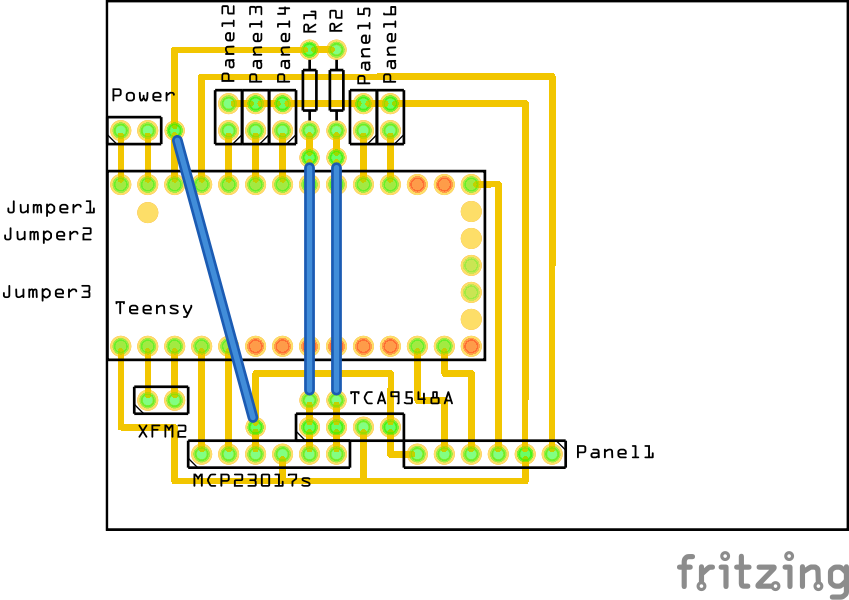 Panel2
Panel3
Panel4
R1
R2
Panel5
Panel6
Power
Jumper1
Jumper2
Jumper3
Teensy
TCA9548A
XFM2
Panel1
MCP23017s
fritzing